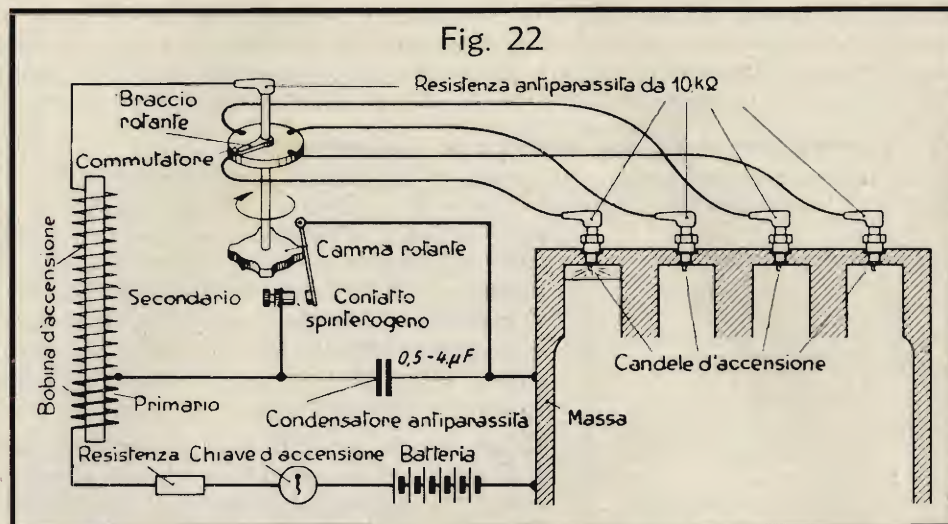 Fig. 22
Resistenza antiparassita da 10 kΩ
Braccio
rotante
Commutatore
Camma rotante
Secondario
Contatto
spinterogeno
Bobina d'accensione
0,5-4 µF
Candele d'accensione
Primario
Condensatore antiparassita
Massa
Resistenza Chiave d accensione Batteria